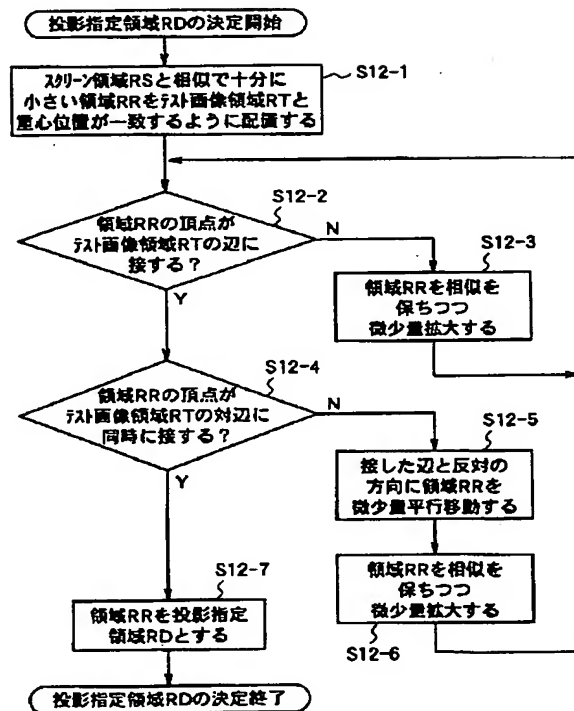 投影指定領域RDの決定開始
S12-1
スクリーン領域RSと相似で十分に
小さい領域RRをテスト画像領域RTと
重心位置が一致するように配置する
S12-2
領域RRの頂点が
テスト画像領域RTの辺に
接する？
N
Y
S12-3
領域RRを相似を
保ちつつ
微少量拡大する
S12-4
領域RRの頂点が
テスト画像領域RTの対辺に
同時に接する？
N
Y
S12-5
接した辺と反対の
方向に領域RRを
微少量平行移動する
領域RRを相似を
保ちつつ
微少量拡大する
S12-6
S12-7
領域RRを投影指定
領域RDとする
投影指定領域RDの決定終了